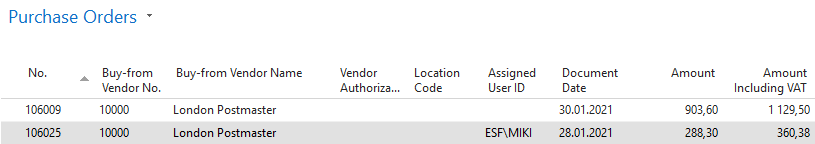 Purchase Orders
No. Buy-from Vendor No. Buy-from Vendor Name Vendor Authoriza... Location Code Assigned User ID Document Date Amount Amount Including VAT
106009 10000 London Postmaster 30.01.2021 903,60 1 129,50
106025 10000 London Postmaster ESF\MIKI 28.01.2021 288,30 360,38